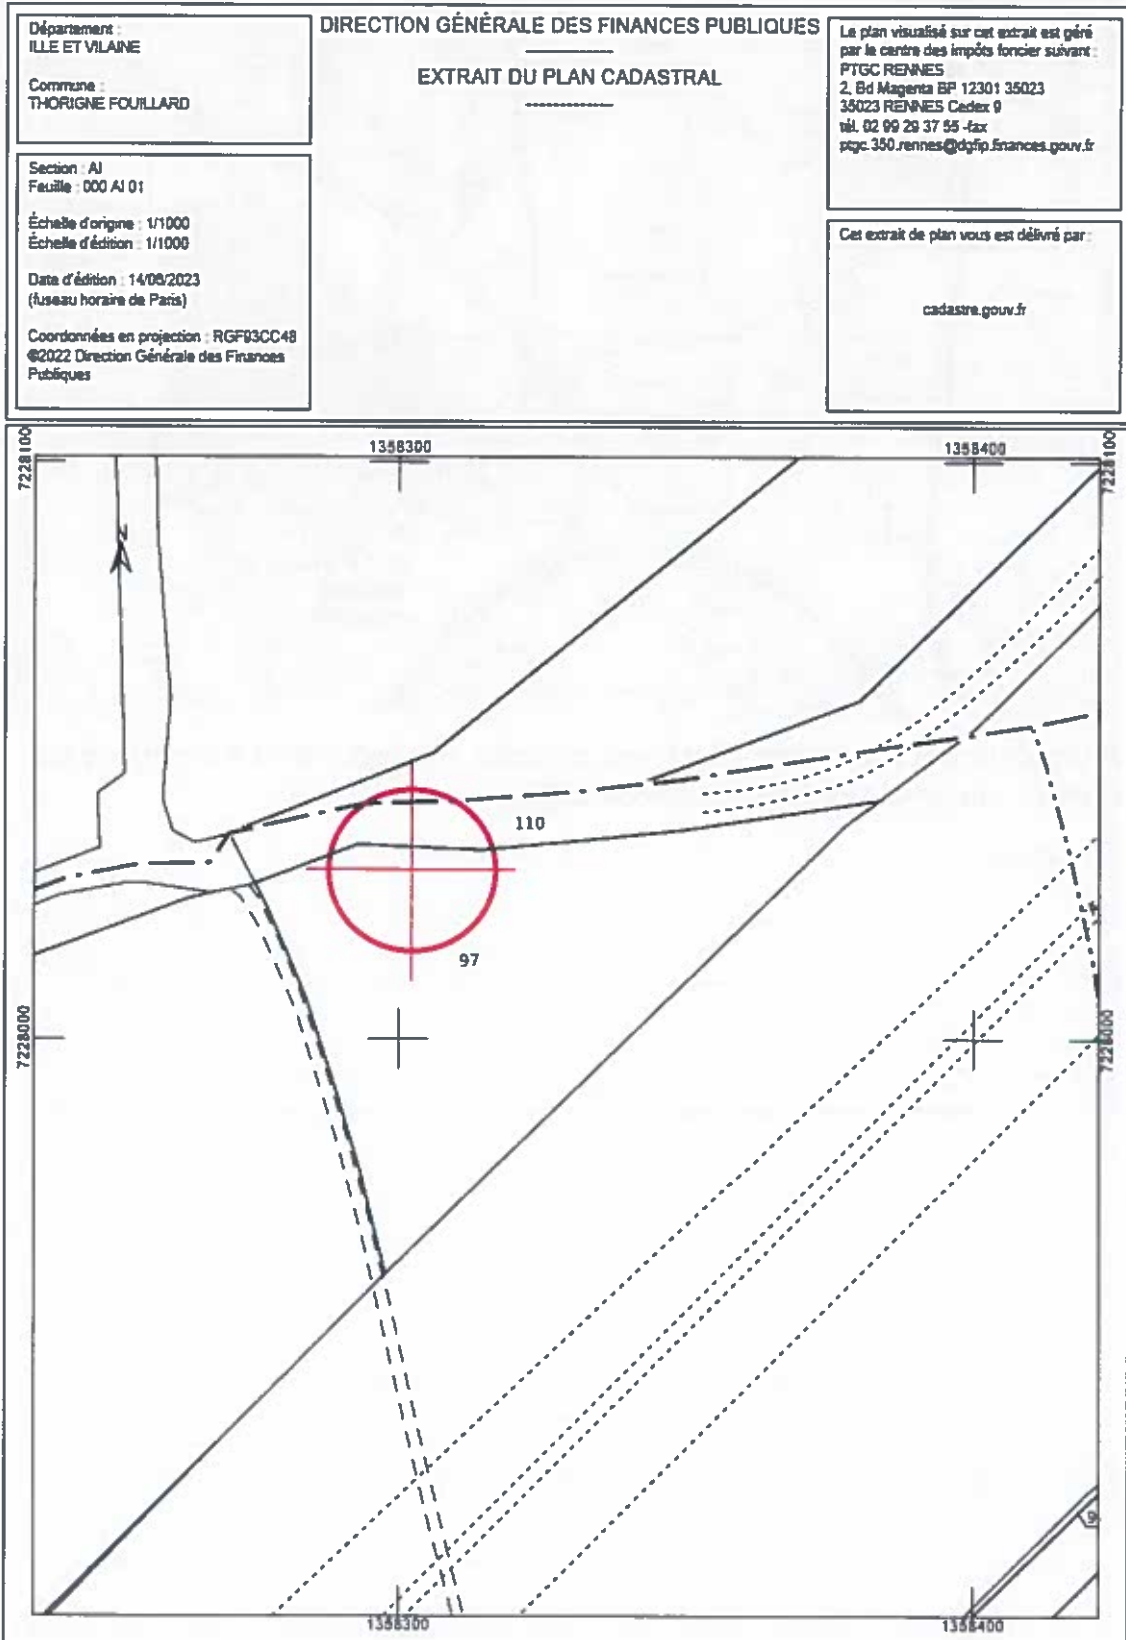 Département :
ILLE ET VILAINE
Commune :
THORIGNE FOUILLARD
Section : AI
Feuille : 000 AI 01
Échelle d'origine : 1/1000
Échelle d'édition : 1/1000
Date d'édition : 14/06/2023
(fuseau horaire de Paris)
Coordonnées en projection : RGF93CC48
©2022 Direction Générale des Finances
Publiques
DIRECTION GÉNÉRALE DES FINANCES PUBLIQUES
EXTRAIT DU PLAN CADASTRAL
Le plan visualisé sur cet extrait est géré
par le centre des impôts foncier suivant :
PTGC RENNES
2, Bd Magenta BP 12301 35023
35023 RENNES Cedex 9
tél. 02 99 29 37 55 -fax
ptgc.350.rennes@dgfip.finances.gouv.fr
Cet extrait de plan vous est délivré par :
cadastre.gouv.fr
1358300
1358400
7228100
7228100
N
110
97
7228000
7228000
9
1358300
1358400